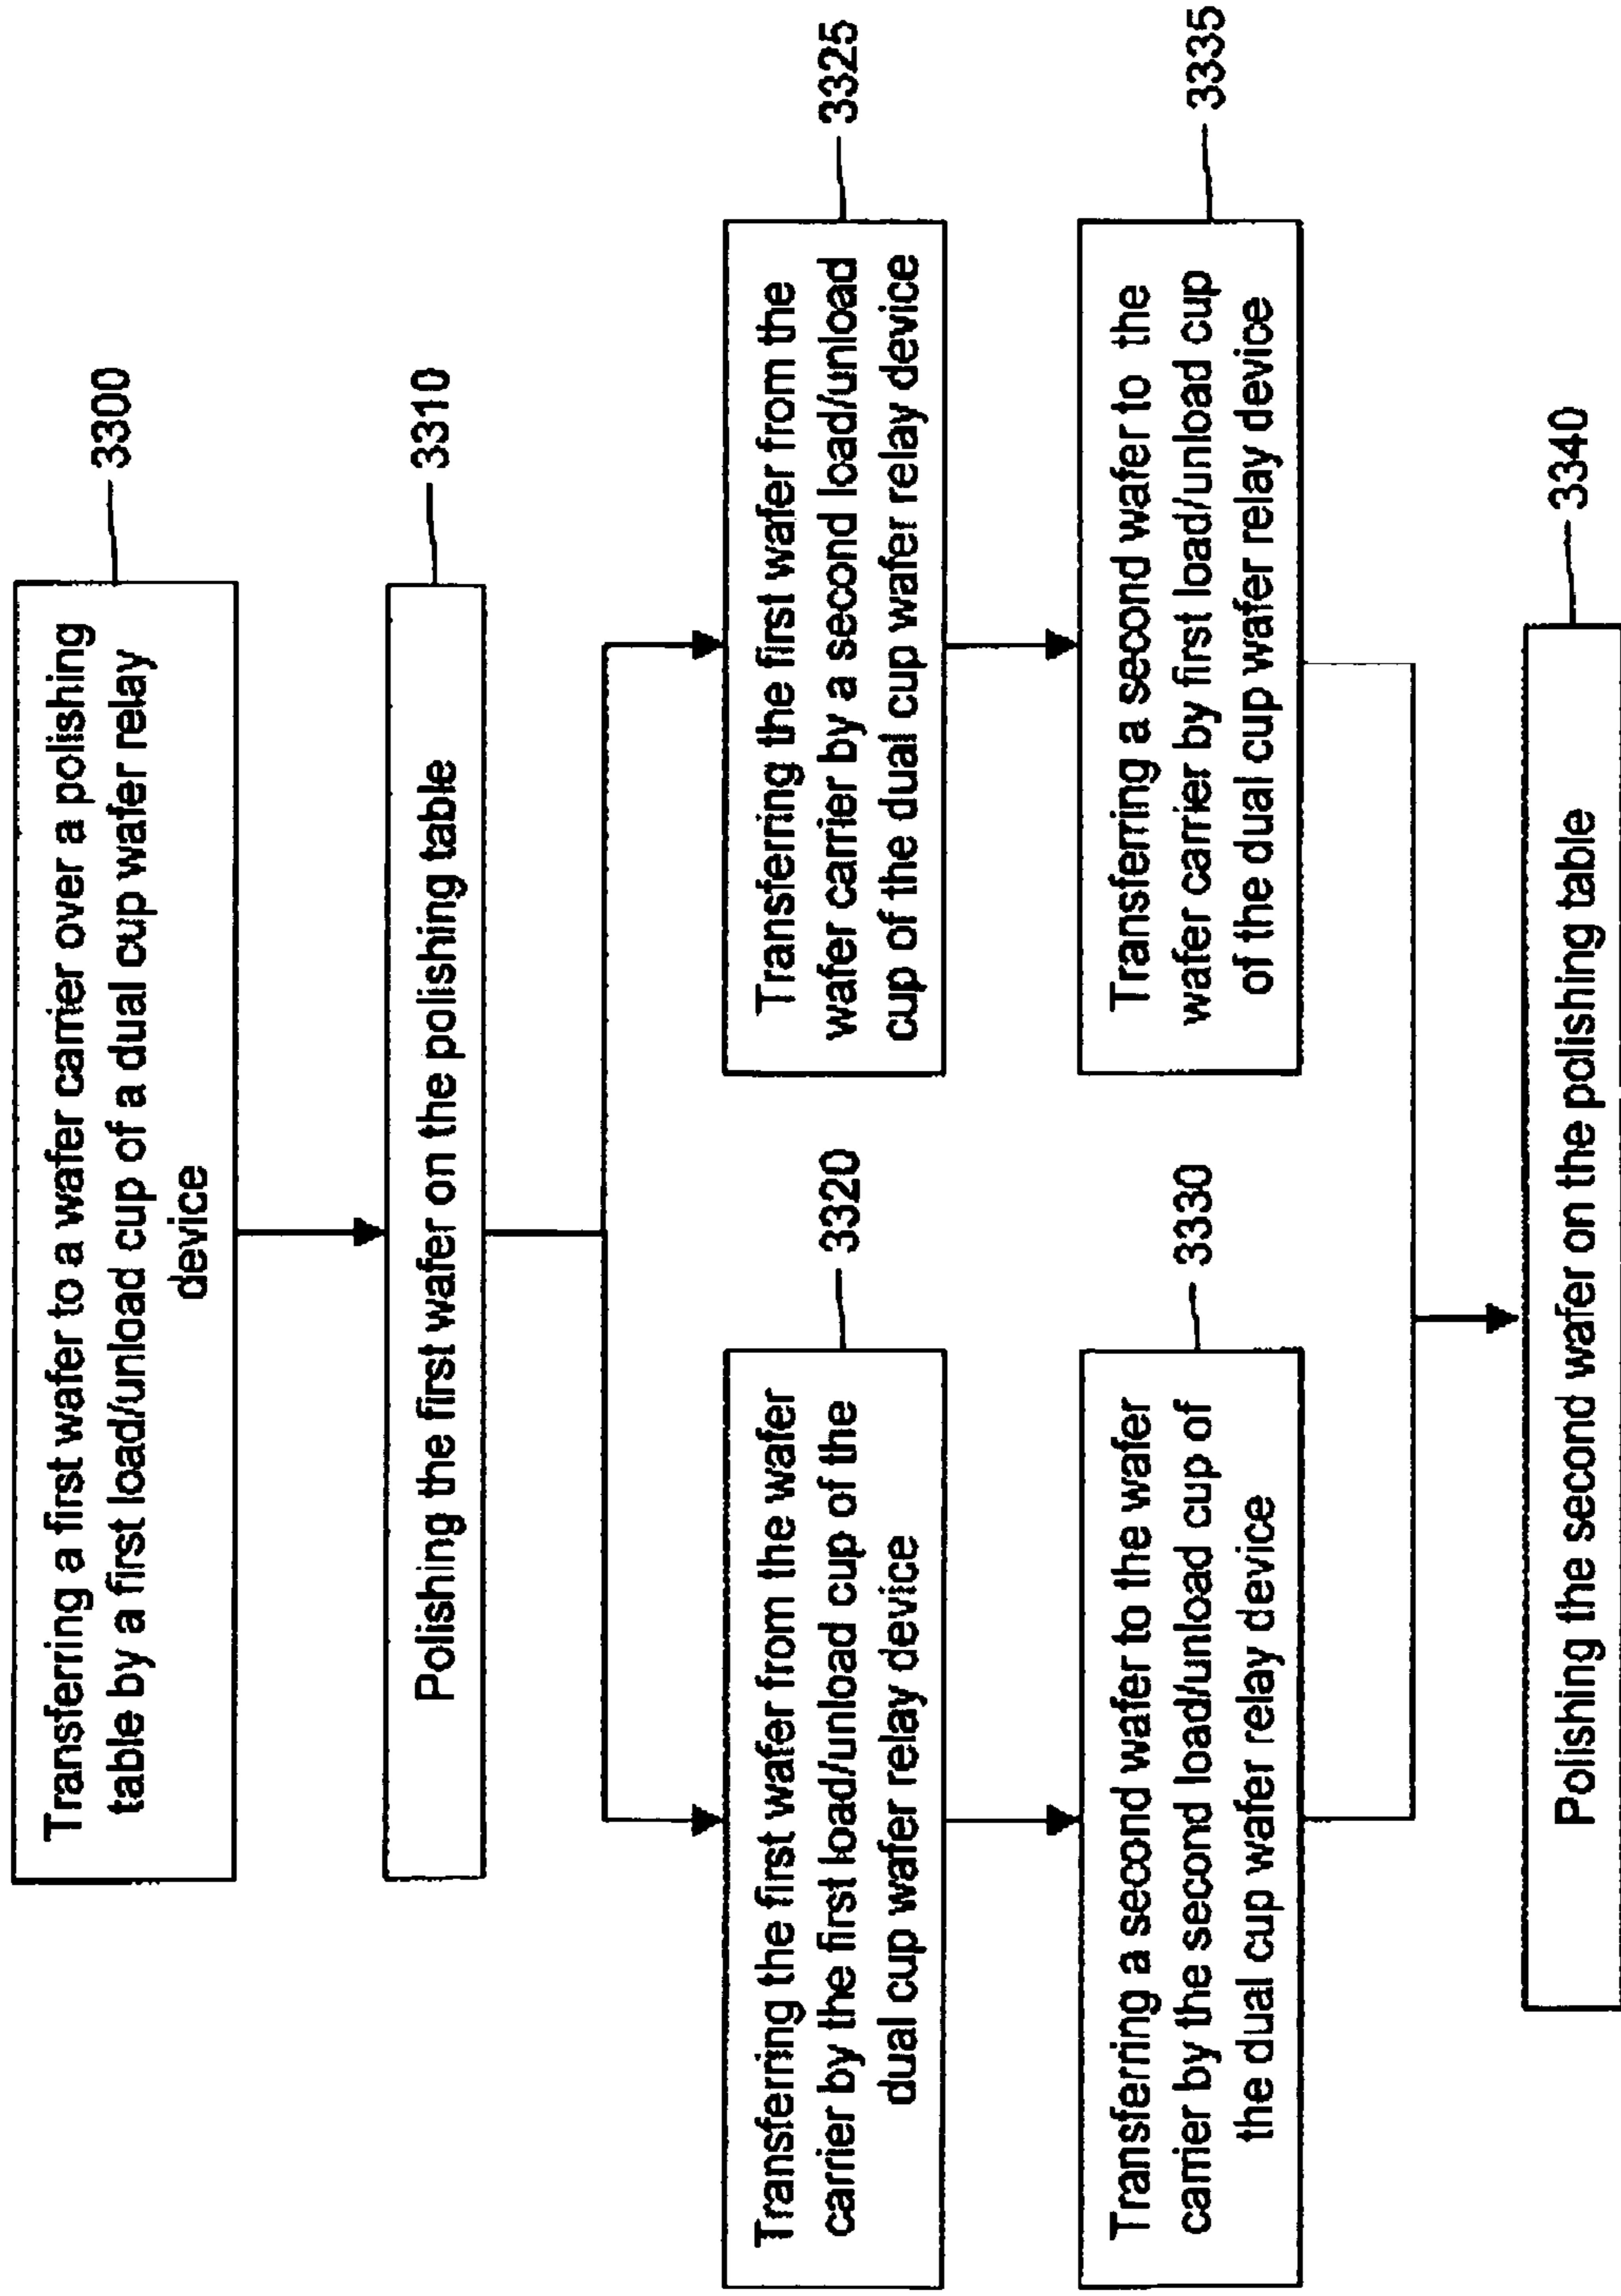 Transferring a first wafer to a wafer carrier over a polishing
table by a first load/unload cup of a dual cup wafer relay
device
3300
Polishing the first wafer on the polishing table
3310
Transferring the first wafer from the wafer
carrier by the first load/unload cup of the
dual cup wafer relay device
3320
Transferring the first wafer from the
wafer carrier by a second load/unload
cup of the dual cup wafer relay device
3325
Transferring a second wafer to the wafer
carrier by the second load/unload cup of
the dual cup wafer relay device
3330
Transferring a second wafer to the
wafer carrier by first load/unload cup
of the dual cup wafer relay device
3335
Polishing the second wafer on the polishing table
3340